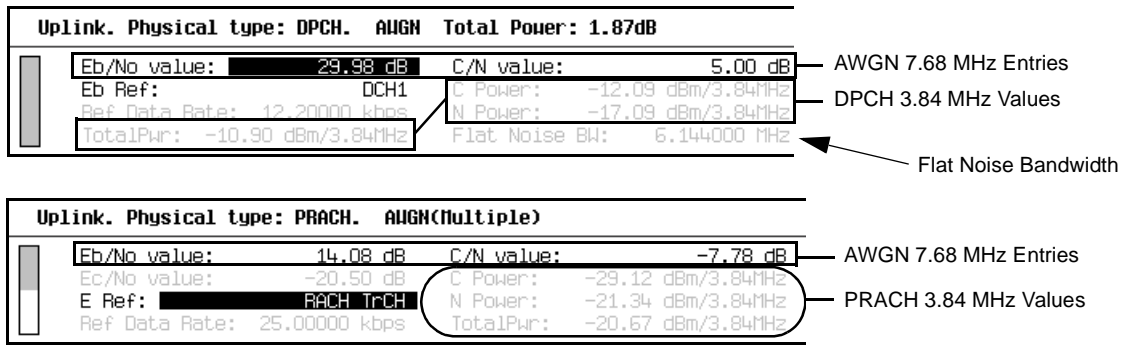 Uplink. Physical type: DPCH. AWGN Total Power: 1.87dB
Eb/No value: 29.98 dB C/N value: 5.00 dB
AWGN 7.68 MHz Entries
Eb Ref: DCH1 C Power: -12.09 dBm/3.84MHz
DPCH 3.84 MHz Values
Ref Data Rate: 12.20000 kbps N Power: -17.09 dBm/3.84MHz
TotalPwr: -10.90 dBm/3.84MHz Flat Noise BW: 6.144000 MHz
Flat Noise Bandwidth
Uplink. Physical type: PRACH. AWGN(Multiple)
Eb/No value: 14.08 dB C/N value: -7.78 dB
AWGN 7.68 MHz Entries
Ec/No value: -20.50 dB C Power: -29.12 dBm/3.84MHz
E Ref: RACH TrCH N Power: -21.34 dBm/3.84MHz
PRACH 3.84 MHz Values
Ref Data Rate: 25.00000 kbps TotalPwr: -20.67 dBm/3.84MHz